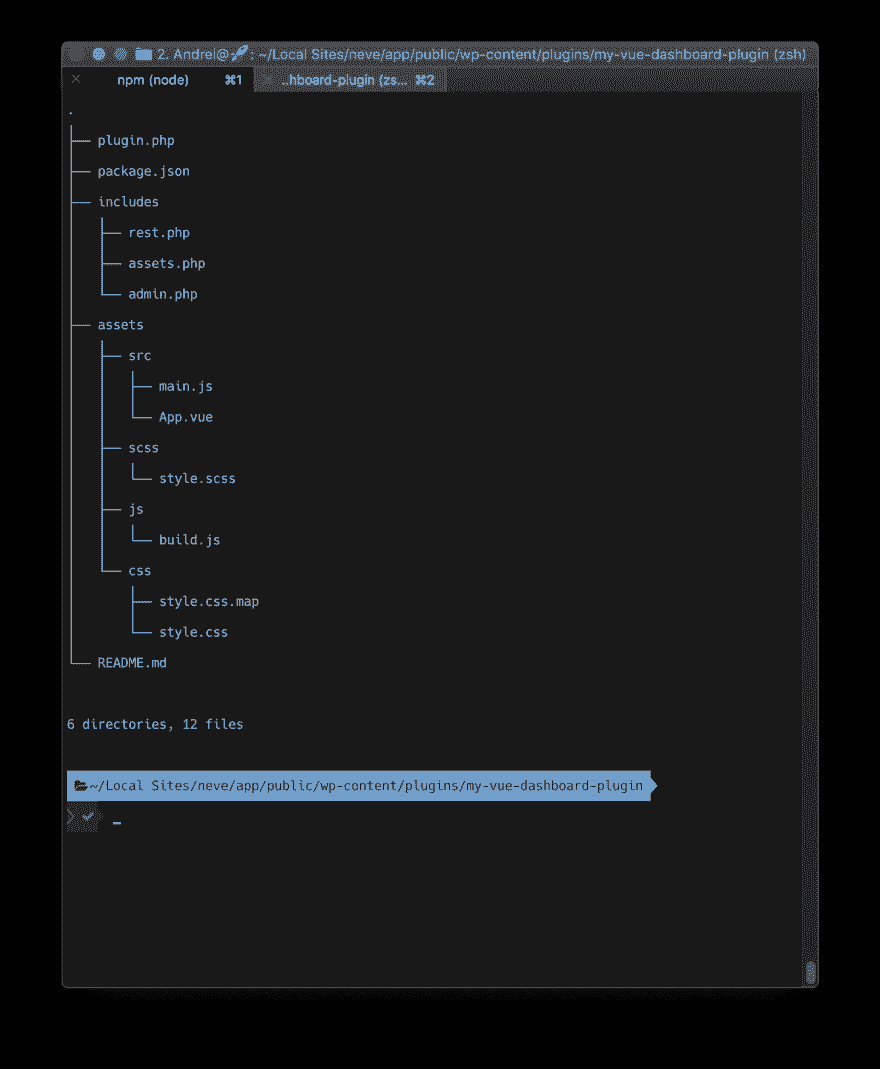 2. Andrei@🚀: ~/Local Sites/neve/app/public/wp-content/plugins/my-vue-dashboard-plugin (zsh)
npm (node) ⌘1 ..hboard-plugin (zs... ⌘2
.
├── plugin.php
├── package.json
├── includes
│   ├── rest.php
│   ├── assets.php
│   └── admin.php
├── assets
│   ├── src
│   │   ├── main.js
│   │   └── App.vue
│   ├── scss
│   │   └── style.scss
│   ├── js
│   │   └── build.js
│   └── css
│       ├── style.css.map
│       └── style.css
└── README.md
6 directories, 12 files
~/Local Sites/neve/app/public/wp-content/plugins/my-vue-dashboard-plugin